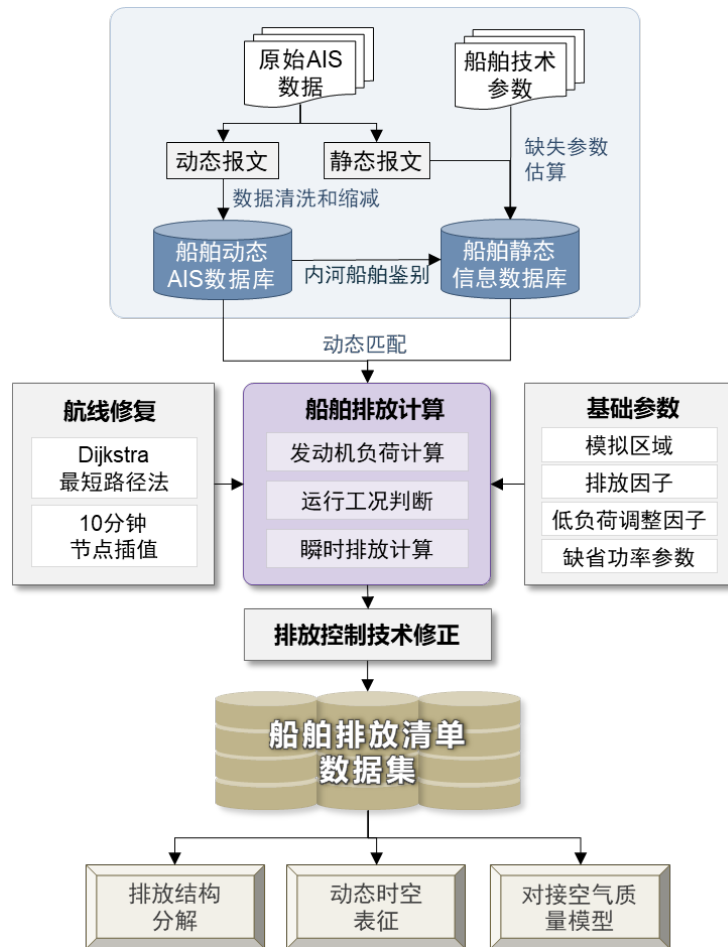 原始AIS
数据
船舶技术
参数
动态报文
静态报文
缺失参数
估算
数据清洗和缩减
船舶动态
AIS数据库
内河船舶鉴别
船舶静态
信息数据库
动态匹配
航线修复
Dijkstra
最短路径法
10分钟
节点插值
船舶排放计算
发动机负荷计算
运行工况判断
瞬时排放计算
基础参数
模拟区域
排放因子
低负荷调整因子
缺省功率参数
排放控制技术修正
船舶排放清单
数据集
排放结构
分解
动态时空
表征
对接空气质
量模型